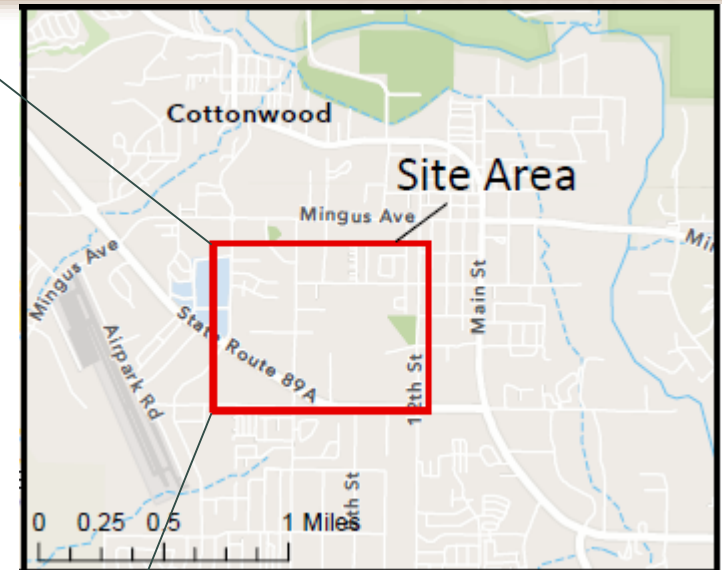 Cottonwood
Site Area
Mingus Ave
Mingus Ave
Main St
State Route 89A
Airpark Rd
12th St
0 0.25 0.5 1 Miles